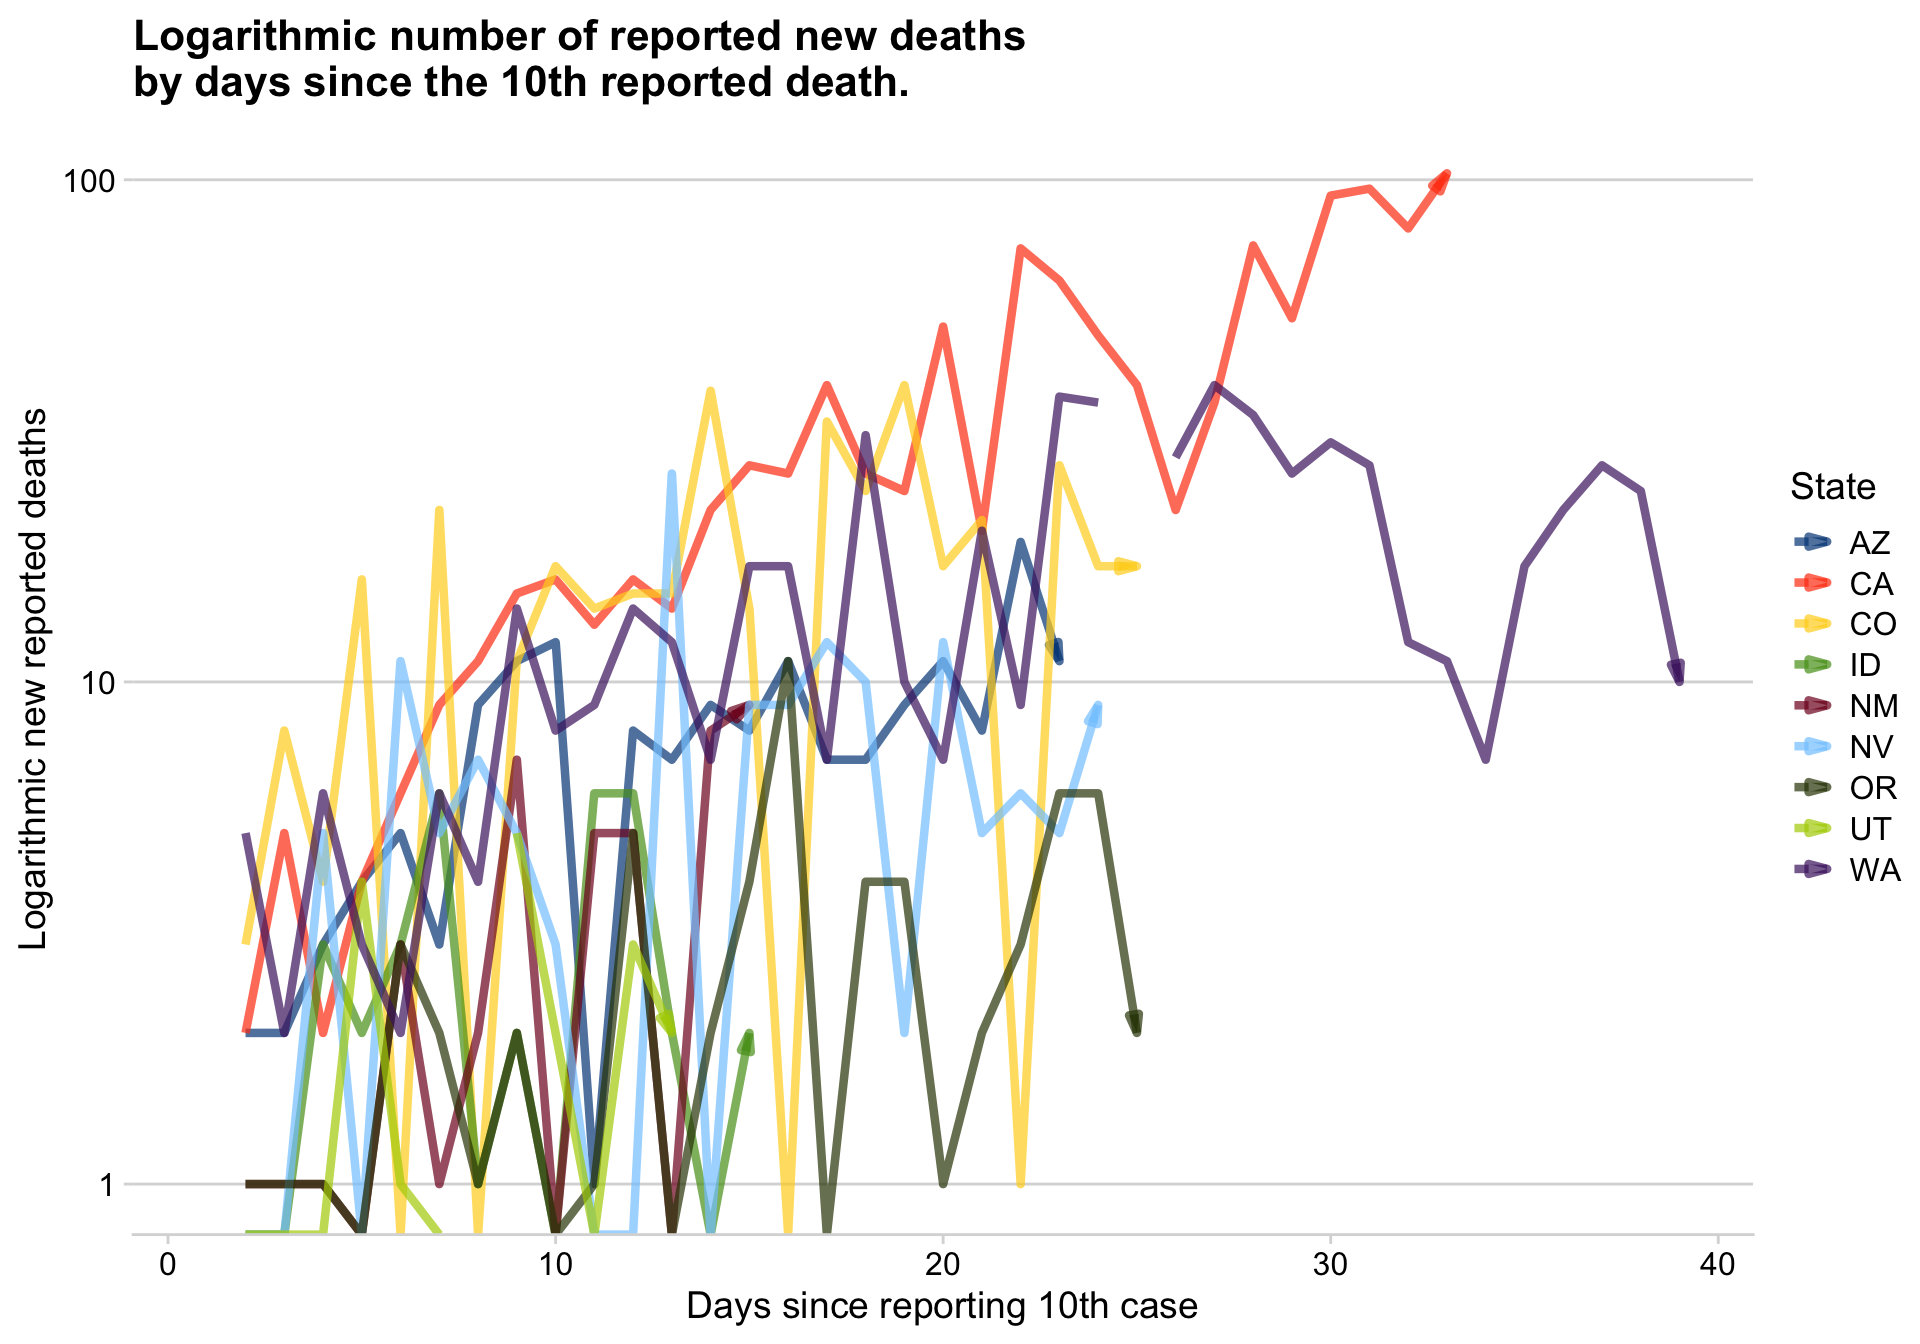 Logarithmic number of reported new deaths
by days since the 10th reported death.
100
10
1
Logarithmic new reported deaths
0
10
20
30
40
Days since reporting 10th case
State
AZ
CA
CO
ID
NM
NV
OR
UT
WA